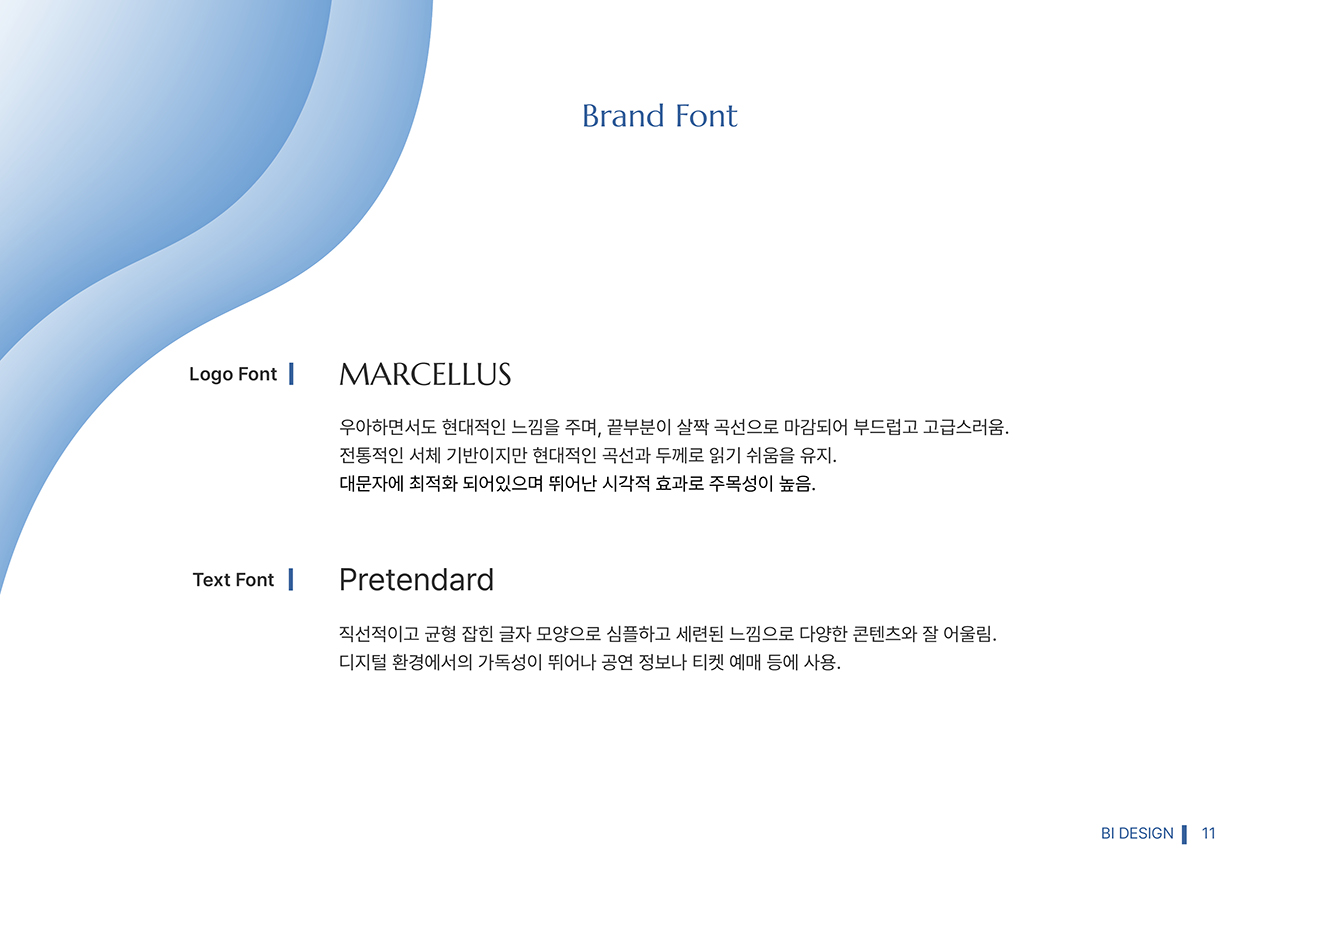 Brand Font
Logo Font
MARCELLUS
우아하면서도 현대적인 느낌을 주며, 끝부분이 살짝 곡선으로 마감되어 부드럽고 고급스러움.
전통적인 서체 기반이지만 현대적인 곡선과 두께로 읽기 쉬움을 유지.
대문자에 최적화 되어있으며 뛰어난 시각적 효과로 주목성이 높음.
Text Font
Pretendard
직선적이고 균형 잡힌 글자 모양으로 심플하고 세련된 느낌으로 다양한 콘텐츠와 잘 어울림.
디지털 환경에서의 가독성이 뛰어나 공연 정보나 티켓 예매 등에 사용.
BI DESIGN 11